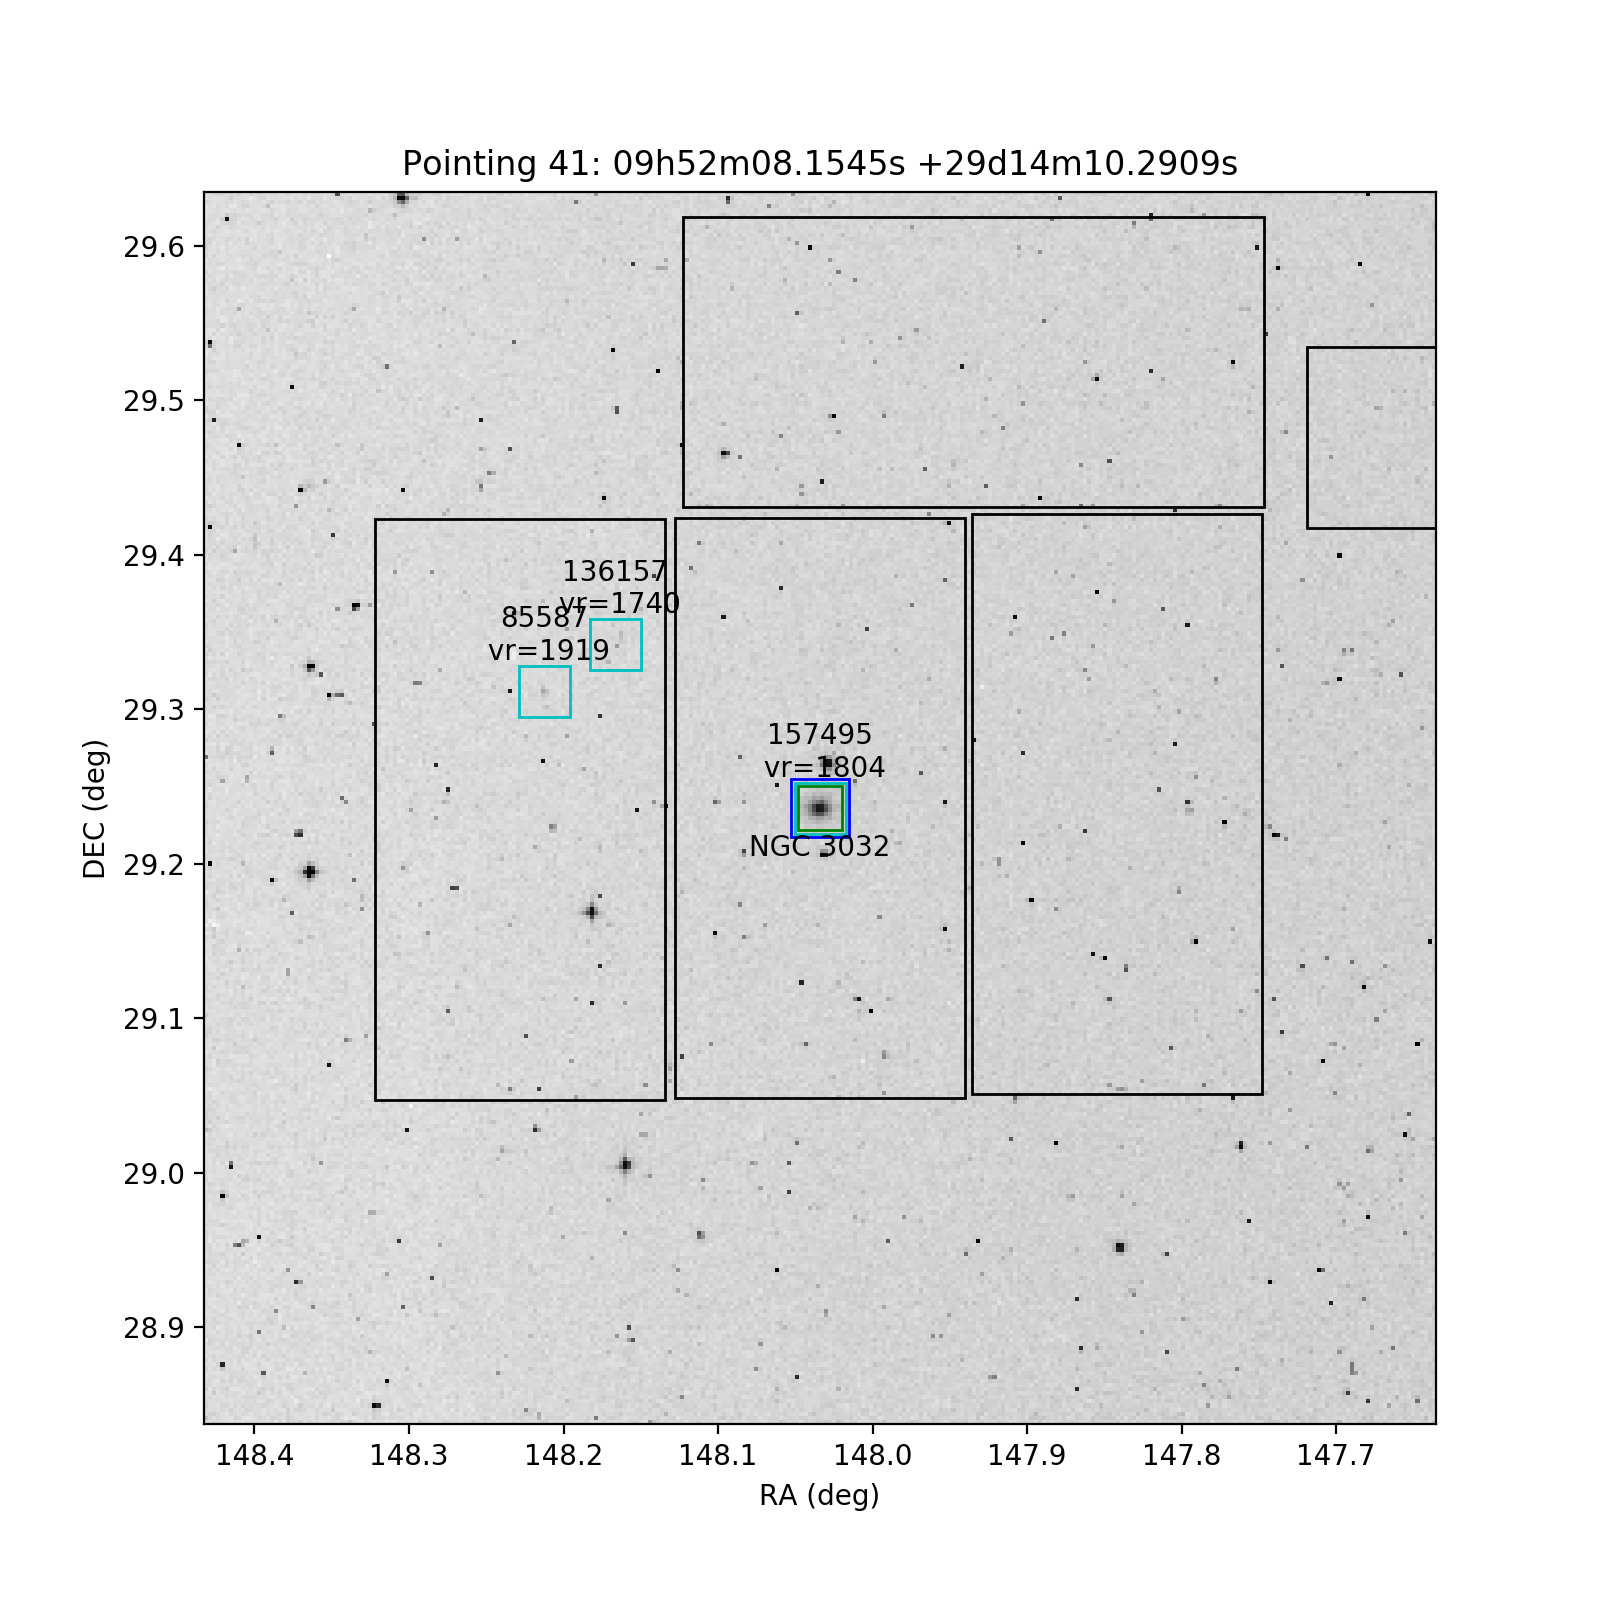 Pointing 41: 09h52m08.1545s +29d14m10.2909s
29.6
29.5
29.4
29.3
29.2
29.1
29.0
28.9
DEC (deg)
136157
vr=1740
85587
vr=1919
157495
vr=1804
NGC 3032
148.4 148.3 148.2 148.1 148.0 147.9 147.8 147.7
RA (deg)